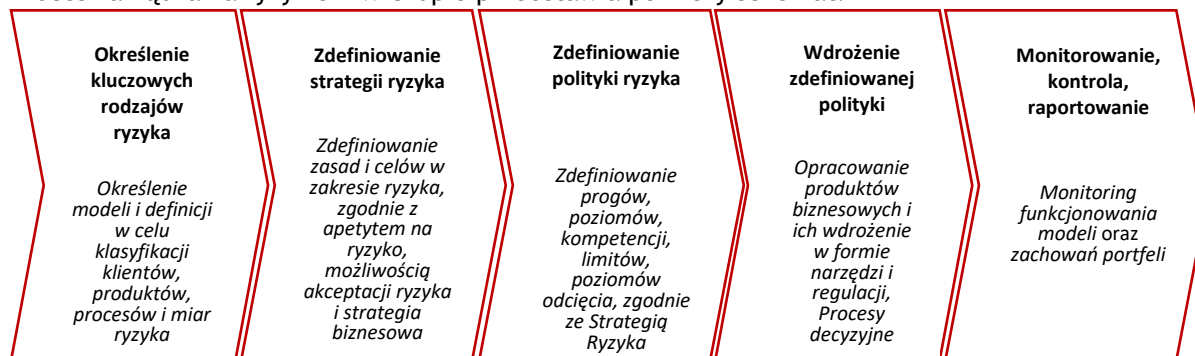 Określenie
kluczowych
rodzajów
ryzyka
Określenie
modeli i definicji
w celu
klasyfikacji
klientów,
produktów,
procesów i miar
ryzyka
Zdefiniowanie
strategii ryzyka
Zdefiniowanie
zasad i celów w
zakresie ryzyka,
zgodnie z
apetytem na
ryzyko,
możliwością
akceptacji ryzyka
i strategia
biznesowa
Zdefiniowanie
polityki ryzyka
Zdefiniowanie
progów,
poziomów,
kompetencji,
limitów,
poziomów
odcięcia, zgodnie
ze Strategią
Ryzyka
Wdrożenie
zdefiniowanej
polityki
Opracowanie
produktów
biznesowych i
ich wdrożenie
w formie
narzędzi i
regulacji,
Procesy
decyzyjne
Monitorowanie,
kontrola,
raportowanie
Monitoring
funkcjonowania
modeli oraz
zachowań portfeli